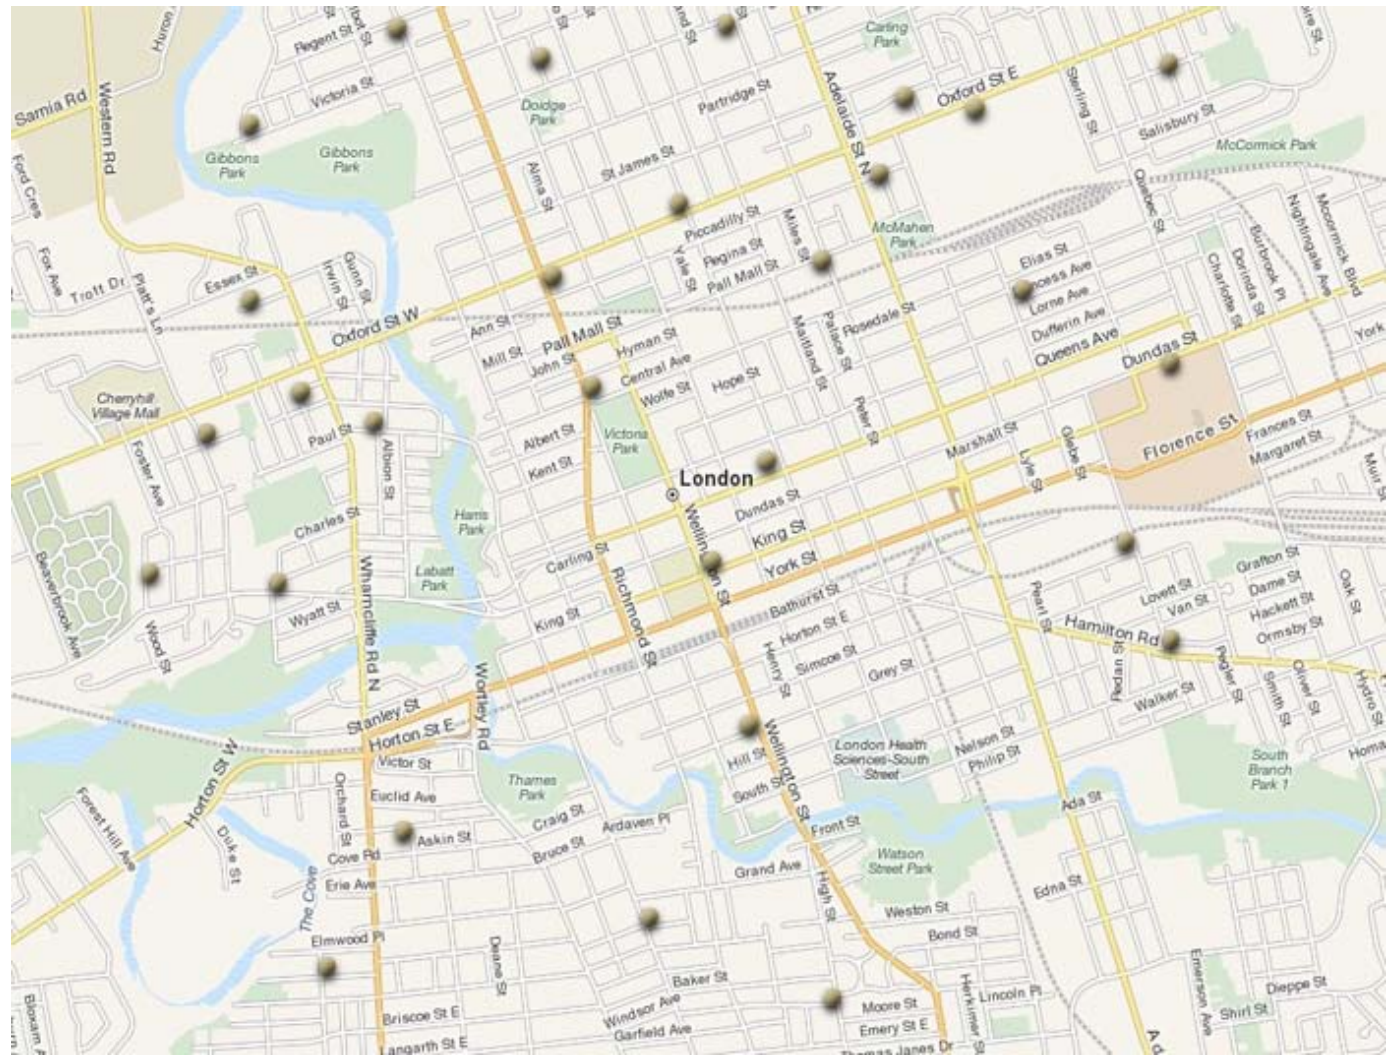 Huron
Regent St
Victoria St
Carling
Park
Oxford St E
Sterling St
Salisbury St
McCormick Park
Sarnia Rd
Western Rd
Gibbons
Park
Gibbons
Park
Doidge
Park
Partridge St
Adelaide St N
St James St
Alma St
Ford Cres
Quebec St
Nightingale Ave
Mccormick Blvd
Piccadilly St
Miles St
McMahen
Park
Fox Ave
Trott Dr
Platt's Ln
Essex St
Irwin St
Gunn St
Yale St
Regina St
Pall Mall St
Elias St
Lorne Ave
Dufferin Ave
Charlotte St
Dorinda St
Burbrook Pl
Oxford St W
Ann St
Mill St
Pall Mall St
John St
Hyman St
Central Ave
Wolfe St
Hope St
Maitland St
Palace St
Rosedale St
Queens Ave
Dundas St
York
Cherryhill
Village Mall
Foster Ave
Paul St
Albion St
Albert St
Kent St
Victoria
Park
Peter St
Marshall St
Lyle St
Glebe St
Florence St
Frances St
Margaret St
London
Charles St
Harris
Park
Labatt
Park
Carling St
Dundas St
King St
York St
Wellington St
Beaverbrook Ave
Wood St
Wyatt St
Wharncliffe Rd N
Richmond St
King St
Bathurst St
Horton St E
Simcoe St
Henry St
Grey St
Pearl St
Hamilton Rd
Lovett St
Van St
Grafton St
Dame St
Hackett St
Ormsby St
Oak St
Muir St
Stanley St
Horton St E
Wortley Rd
Horton St W
Victor St
Wellington St
Hill St
South St
London Health
Sciences-South
Street
Nelson St
Philip St
Redan St
Walker St
Pegler St
Smith St
Oliver St
Hydro St
South
Branch
Park 1
Forest Hill Ave
Duke St
Orchard St
Euclid Ave
Thames
Park
Craig St
Ardaven Pl
Bruce St
Askin St
Cove Rd
Erie Ave
The Cove
Front St
Grand Ave
High St
Watson
Street Park
Ada St
Edna St
Elmwood Pl
Deane St
Weston St
Bond St
Baker St
Windsor Ave
Garfield Ave
Briscoe St E
Langarth St E
Moore St
Emery St E
Thomas Janes Dr
Herkimer St
Lincoln Pl
Emerson Ave
Dieppe St
Shirl St